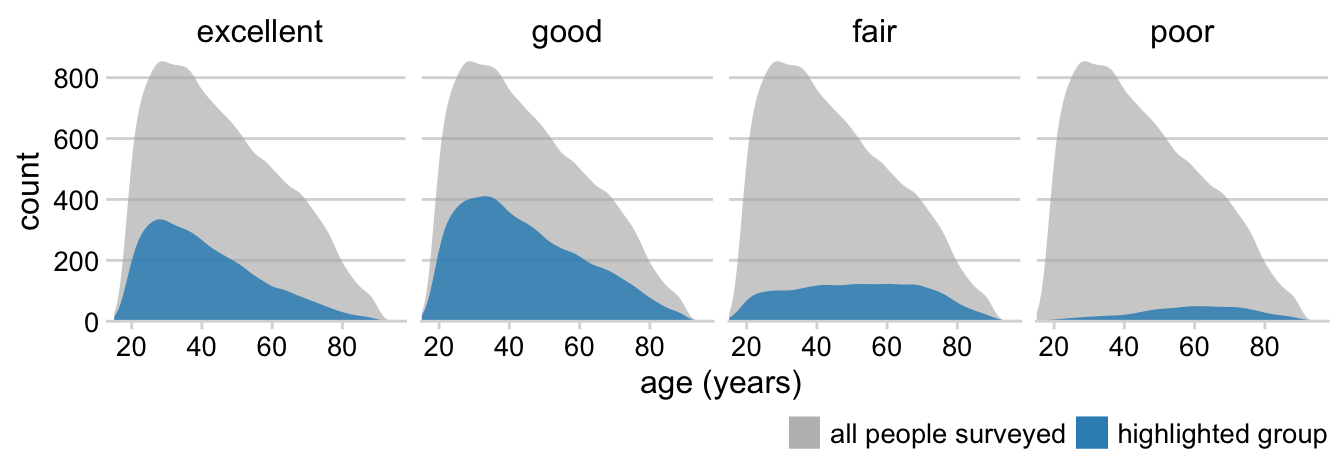 excellent good fair poor
800
600
400
200
0
20 40 60 80 20 40 60 80 20 40 60 80 20 40 60 80
count
age (years)
all people surveyed highlighted group